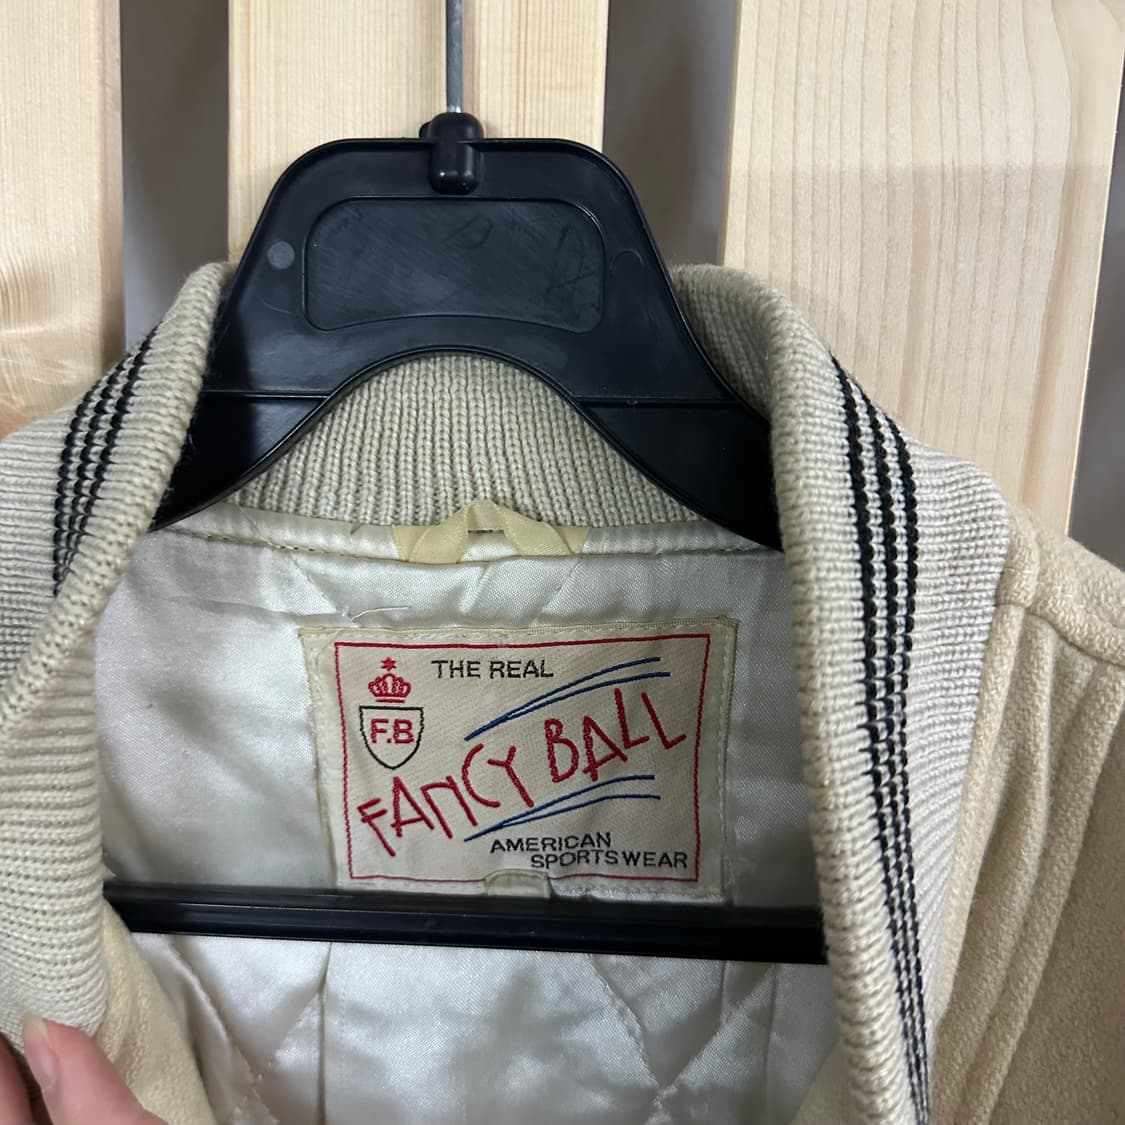 THE REAL
F.B
FANCY BALL
AMERICAN
SPORTSWEAR